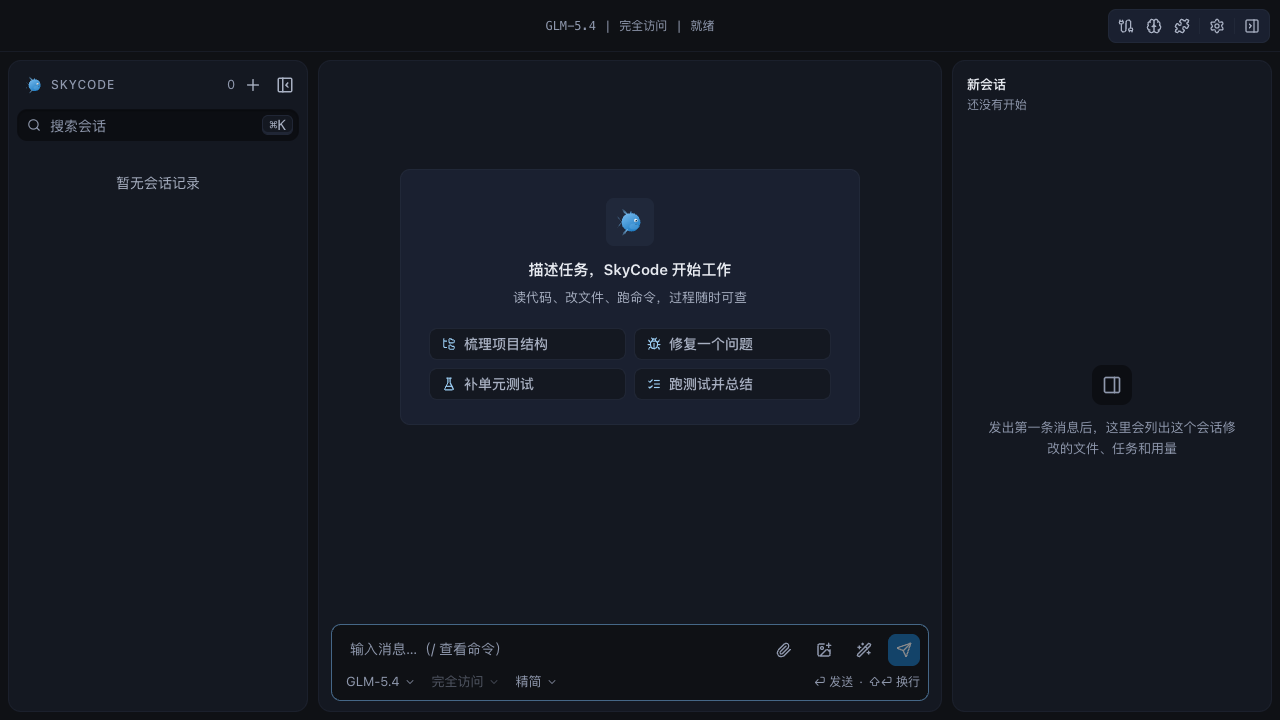 GLM-5.4 | 完全访问 | 就绪
SKYCODE 0
搜索会话 ⌘K
暂无会话记录
描述任务，SkyCode 开始工作
读代码、改文件、跑命令，过程随时可查
梳理项目结构
修复一个问题
补单元测试
跑测试并总结
输入消息...（/ 查看命令）
GLM-5.4 完全访问 精简 ⏎ 发送 · ⇧⏎ 换行
新会话
还没有开始
发出第一条消息后，这里会列出这个会话修
改的文件、任务和用量